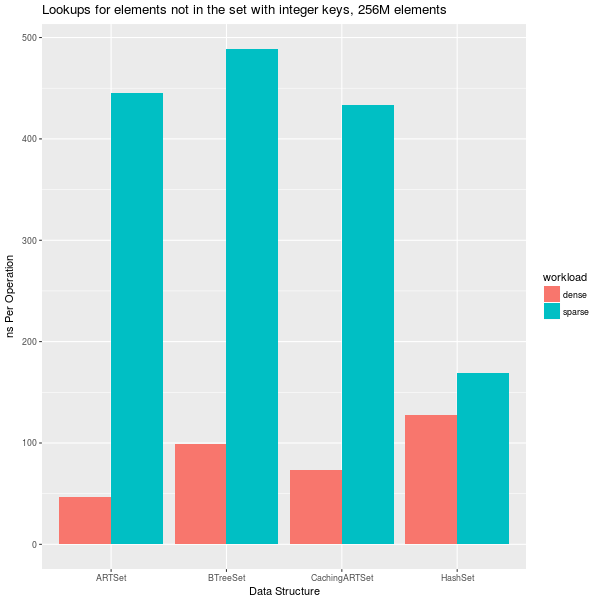 Lookups for elements not in the set with integer keys, 256M elements
ns Per Operation
500
400
300
200
100
0
ARTSet BTreeSet CachingARTSet HashSet
Data Structure
workload
dense
sparse